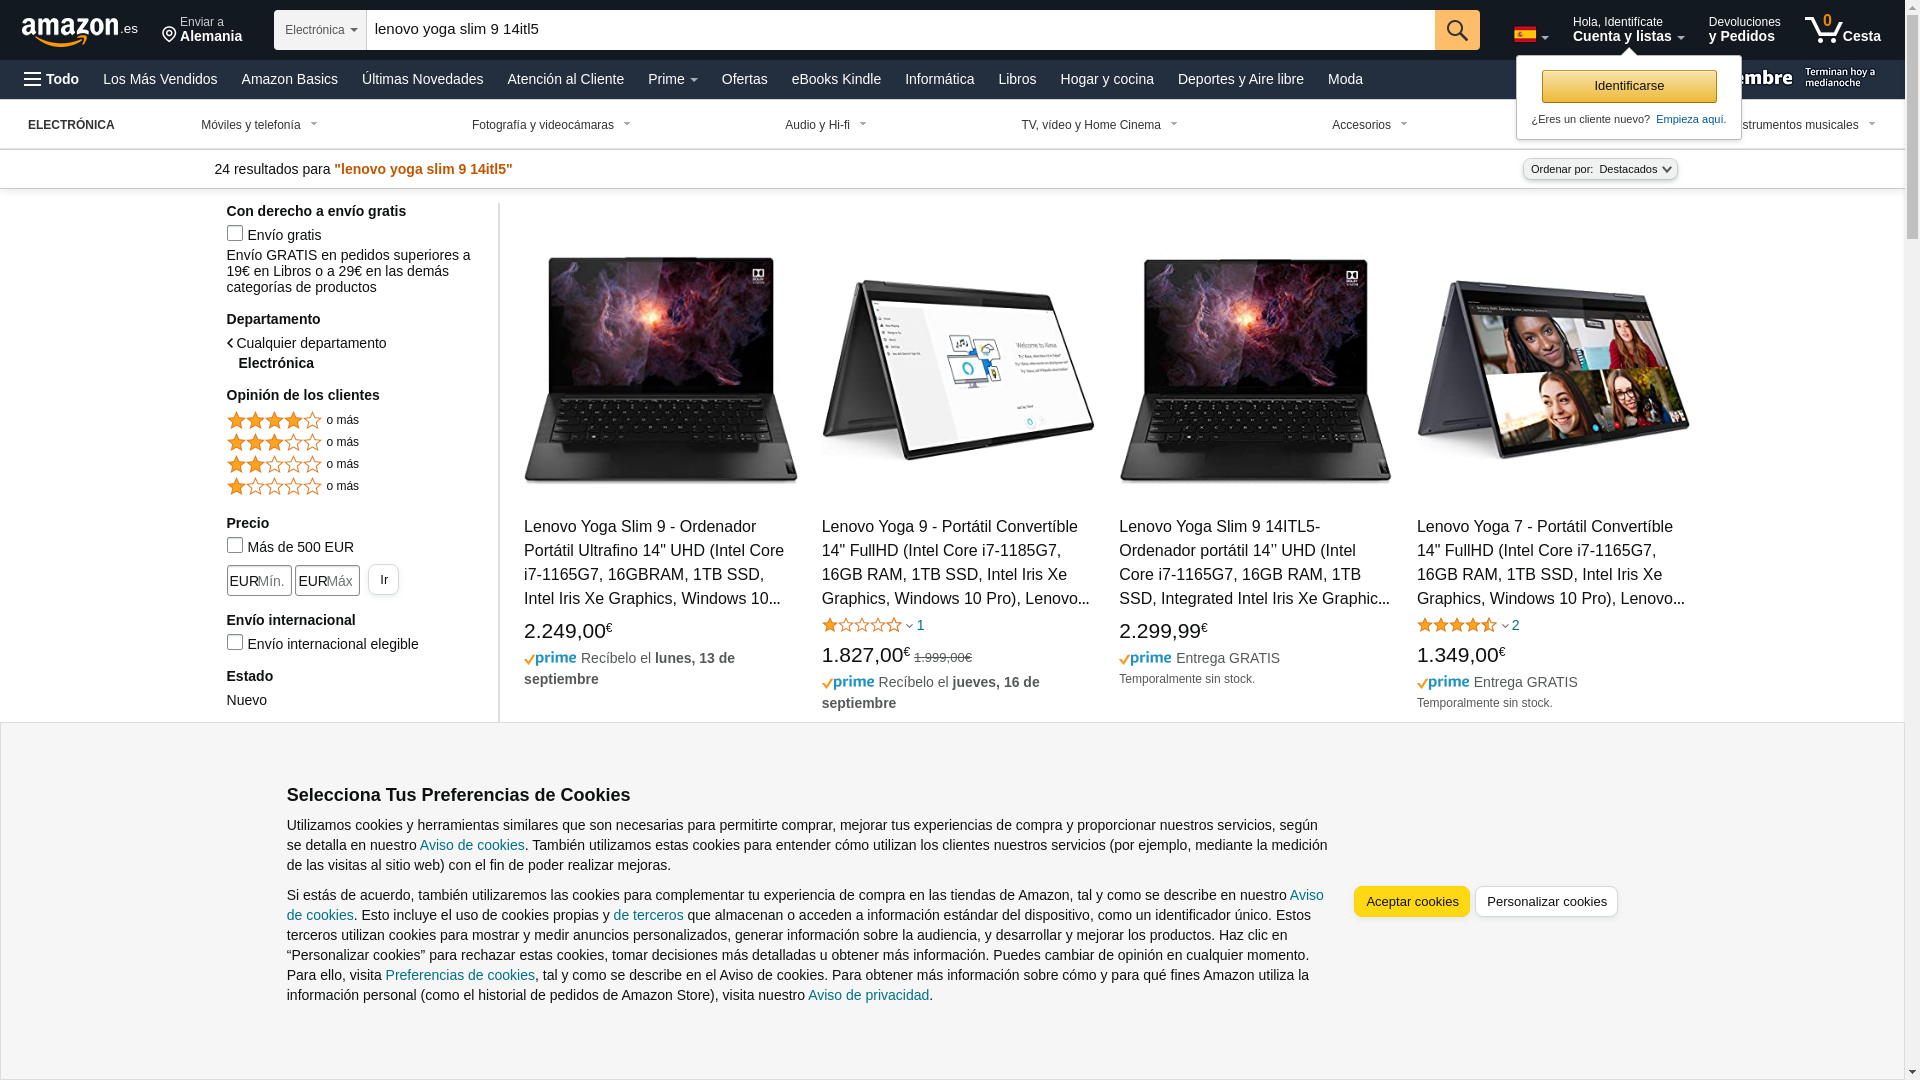 amazon.es
Enviar a
Alemania
Electrónica
lenovo yoga slim 9 14itl5
Hola, Identifícate
Cuenta y listas
Devoluciones
y Pedidos
0
Cesta
Todo
Los Más Vendidos
Amazon Basics
Últimas Novedades
Atención al Cliente
Prime
Ofertas
eBooks Kindle
Informática
Libros
Hogar y cocina
Deportes y Aire libre
Moda
Identificarse
¿Eres un cliente nuevo? Empieza aquí.
embre
Terminan hoy a
medianoche
ELECTRÓNICA
Móviles y telefonía
Fotografía y videocámaras
Audio y Hi-fi
TV, vídeo y Home Cinema
Accesorios
strumentos musicales
24 resultados para "lenovo yoga slim 9 14itl5"
Ordenar por: Destacados
Con derecho a envío gratis
Envío gratis
Envío GRATIS en pedidos superiores a
19€ en Libros o a 29€ en las demás
categorías de productos
Departamento
Cualquier departamento
Electrónica
Opinión de los clientes
o más
o más
o más
o más
Precio
Más de 500 EUR
EUR Mín.
EUR Máx
Ir
Envío internacional
Envío internacional elegible
Estado
Nuevo
Lenovo Yoga Slim 9 - Ordenador
Portátil Ultrafino 14" UHD (Intel Core
i7-1165G7, 16GBRAM, 1TB SSD,
Intel Iris Xe Graphics, Windows 10...
2.249,00€
prime Recíbelo el lunes, 13 de
septiembre
Welcome to Alexa
Lenovo Yoga 9 - Portátil Convertíble
14" FullHD (Intel Core i7-1185G7,
16GB RAM, 1TB SSD, Intel Iris Xe
Graphics, Windows 10 Pro), Lenovo...
1
1.827,00€ 1.999,00€
prime Recíbelo el jueves, 16 de
septiembre
Lenovo Yoga Slim 9 14ITL5-
Ordenador portátil 14’’ UHD (Intel
Core i7-1165G7, 16GB RAM, 1TB
SSD, Integrated Intel Iris Xe Graphic...
2.299,99€
prime Entrega GRATIS
Temporalmente sin stock.
Lenovo Yoga 7 - Portátil Convertíble
14" FullHD (Intel Core i7-1165G7,
16GB RAM, 1TB SSD, Intel Iris Xe
Graphics, Windows 10 Pro), Lenovo...
2
1.349,00€
prime Entrega GRATIS
Temporalmente sin stock.
Selecciona Tus Preferencias de Cookies
Utilizamos cookies y herramientas similares que son necesarias para permitirte comprar, mejorar tus experiencias de compra y proporcionar nuestros servicios, según
se detalla en nuestro Aviso de cookies. También utilizamos estas cookies para entender cómo utilizan los clientes nuestros servicios (por ejemplo, mediante la medición
de las visitas al sitio web) con el fin de poder realizar mejoras.
Si estás de acuerdo, también utilizaremos las cookies para complementar tu experiencia de compra en las tiendas de Amazon, tal y como se describe en nuestro Aviso
de cookies. Esto incluye el uso de cookies propias y de terceros que almacenan o acceden a información estándar del dispositivo, como un identificador único. Estos
terceros utilizan cookies para mostrar y medir anuncios personalizados, generar información sobre la audiencia, y desarrollar y mejorar los productos. Haz clic en
“Personalizar cookies” para rechazar estas cookies, tomar decisiones más detalladas u obtener más información. Puedes cambiar de opinión en cualquier momento.
Para ello, visita Preferencias de cookies, tal y como se describe en el Aviso de cookies. Para obtener más información sobre cómo y para qué fines Amazon utiliza la
información personal (como el historial de pedidos de Amazon Store), visita nuestro Aviso de privacidad.
Aceptar cookies
Personalizar cookies